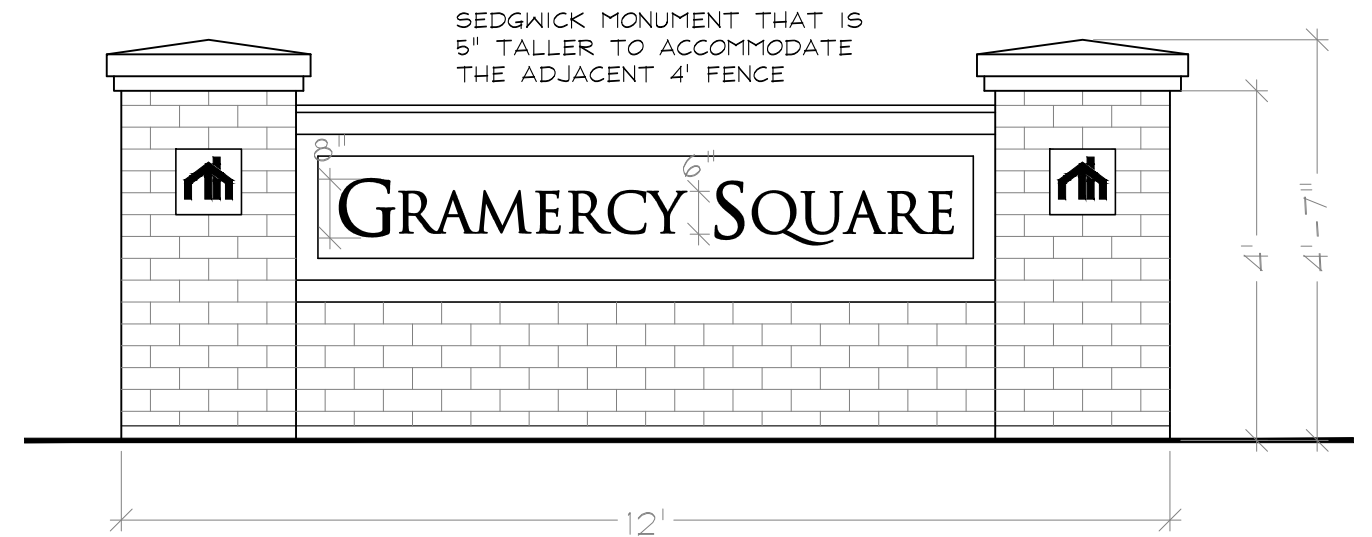 SEDGWICK MONUMENT THAT IS
5" TALLER TO ACCOMMODATE
THE ADJACENT 4' FENCE
8"
6"
GRAMERCY SQUARE
4'
4'-7"
12'